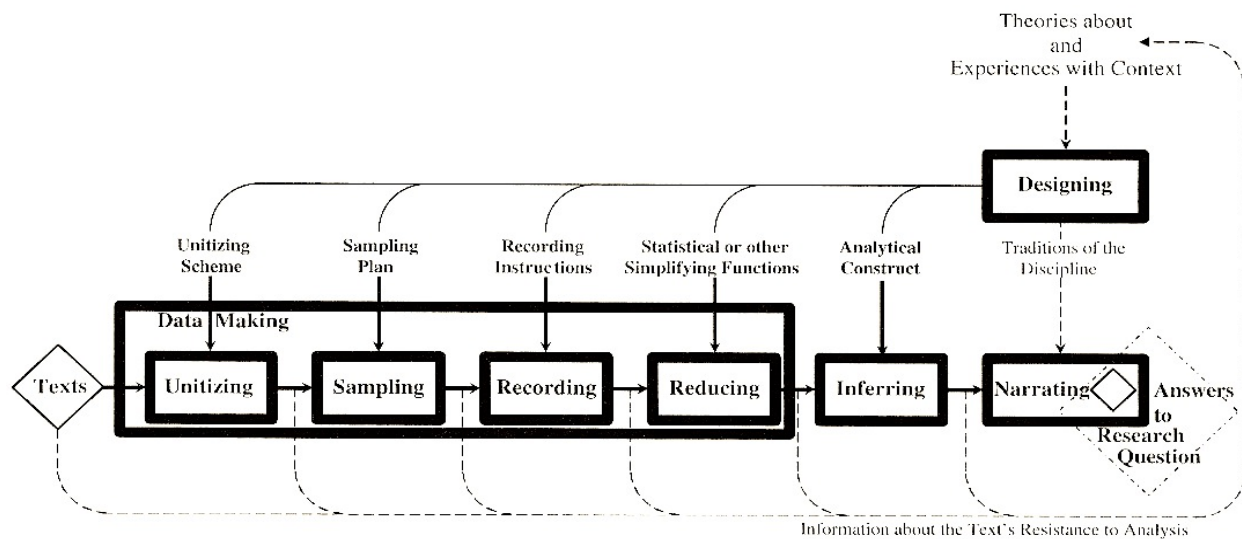 Theories about
and
Experiences with Context
Designing
Unitizing
Scheme
Sampling
Plan
Recording
Instructions
Statistical or other
Simplifying Functions
Analytical
Construct
Traditions of the
Discipline
Data Making
Texts
Unitizing
Sampling
Recording
Reducing
Inferring
Narrating
Answers
to
Research
Question
Information about the Text's Resistance to Analysis